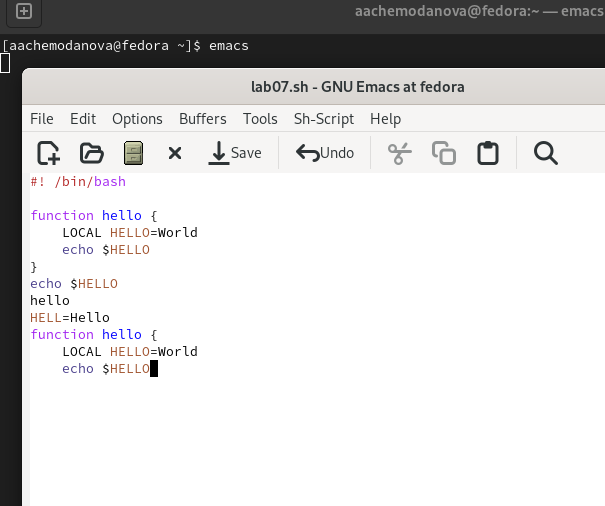 aachemodanova@fedora:~ — emacs
[aachemodanova@fedora ~]$ emacs
lab07.sh - GNU Emacs at fedora
File Edit Options Buffers Tools Sh-Script Help
Save Undo
#! /bin/bash
function hello {
    LOCAL HELLO=World
    echo $HELLO
}
echo $HELLO
hello
HELL=Hello
function hello {
    LOCAL HELLO=World
    echo $HELLO